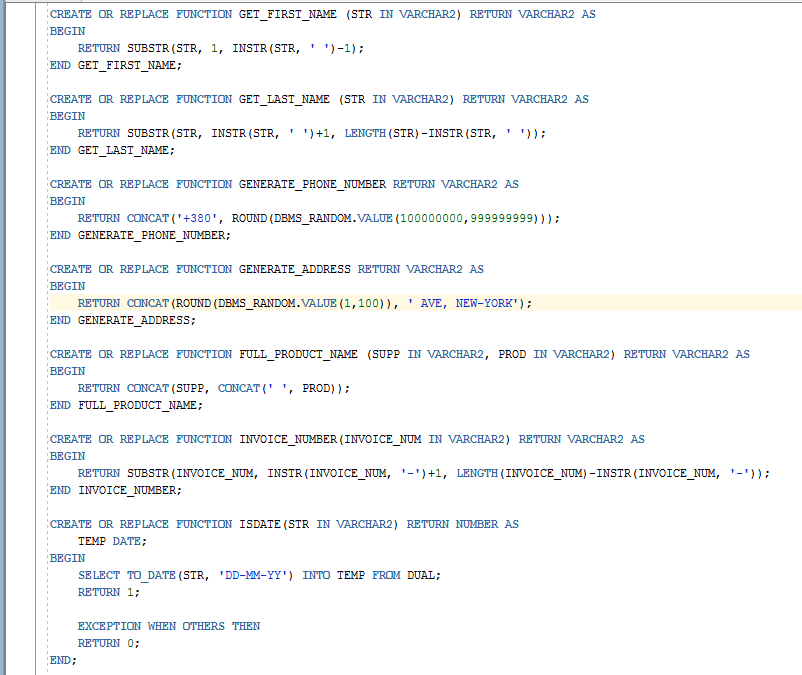 CREATE OR REPLACE FUNCTION GET_FIRST_NAME (STR IN VARCHAR2) RETURN VARCHAR2 AS
BEGIN
    RETURN SUBSTR(STR, 1, INSTR(STR, ' ')-1);
END GET_FIRST_NAME;

CREATE OR REPLACE FUNCTION GET_LAST_NAME (STR IN VARCHAR2) RETURN VARCHAR2 AS
BEGIN
    RETURN SUBSTR(STR, INSTR(STR, ' ')+1, LENGTH(STR)-INSTR(STR, ' '));
END GET_LAST_NAME;

CREATE OR REPLACE FUNCTION GENERATE_PHONE_NUMBER RETURN VARCHAR2 AS
BEGIN
    RETURN CONCAT('+380', ROUND(DBMS_RANDOM.VALUE(100000000,999999999)));
END GENERATE_PHONE_NUMBER;

CREATE OR REPLACE FUNCTION GENERATE_ADDRESS RETURN VARCHAR2 AS
BEGIN
    RETURN CONCAT(ROUND(DBMS_RANDOM.VALUE(1,100)), ' AVE, NEW-YORK');
END GENERATE_ADDRESS;

CREATE OR REPLACE FUNCTION FULL_PRODUCT_NAME (SUPP IN VARCHAR2, PROD IN VARCHAR2) RETURN VARCHAR2 AS
BEGIN
    RETURN CONCAT(SUPP, CONCAT(' ', PROD));
END FULL_PRODUCT_NAME;

CREATE OR REPLACE FUNCTION INVOICE_NUMBER(INVOICE_NUM IN VARCHAR2) RETURN VARCHAR2 AS
BEGIN
    RETURN SUBSTR(INVOICE_NUM, INSTR(INVOICE_NUM, '-')+1, LENGTH(INVOICE_NUM)-INSTR(INVOICE_NUM, '-'));
END INVOICE_NUMBER;

CREATE OR REPLACE FUNCTION ISDATE(STR IN VARCHAR2) RETURN NUMBER AS
    TEMP DATE;
BEGIN
    SELECT TO_DATE(STR, 'DD-MM-YY') INTO TEMP FROM DUAL;
    RETURN 1;

    EXCEPTION WHEN OTHERS THEN
    RETURN 0;
END;